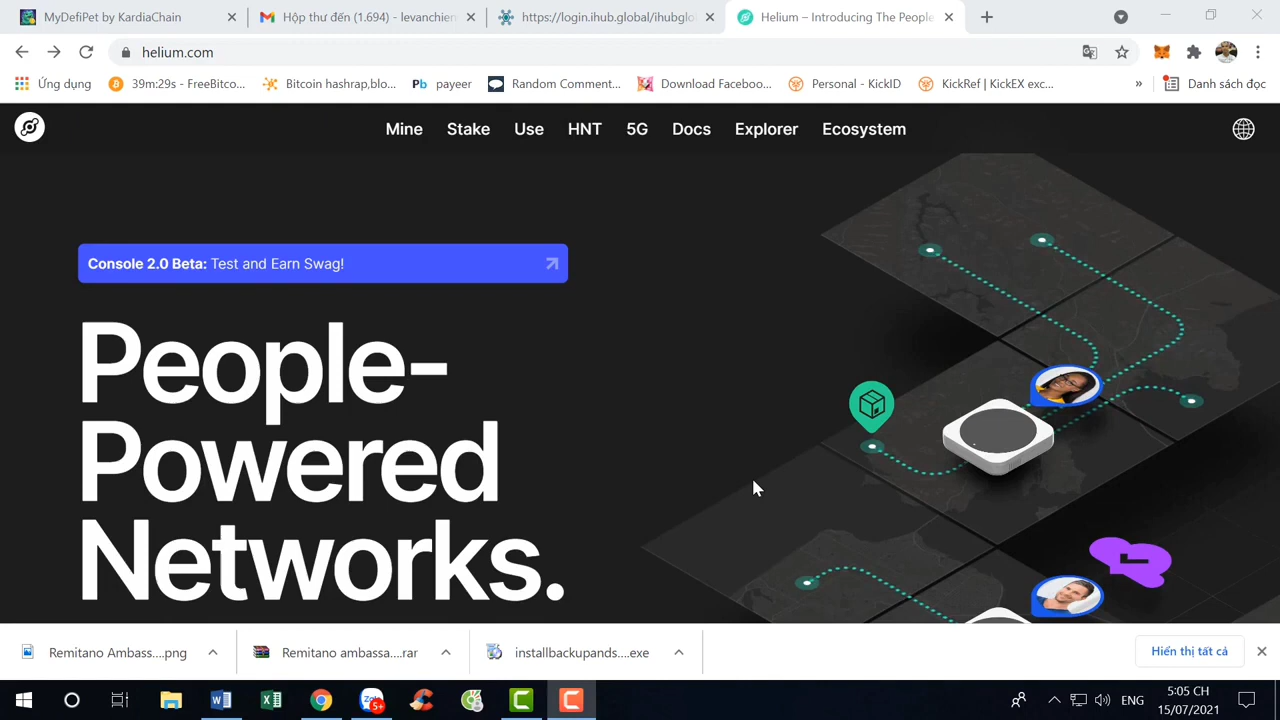 MyDefiPet by KardiaChain
Hộp thư đến (1.694) - levanchien
https://login.ihub.global/ihubglo
Helium – Introducing The People
helium.com
Ứng dụng
39m:29s - FreeBitco...
Bitcoin hashrap,blo...
Pb payeer
Random Comment...
Download Faceboo...
Personal - KickID
KickRef | KickEX exc...
»
Danh sách đọc
Mine
Stake
Use
HNT
5G
Docs
Explorer
Ecosystem
Console 2.0 Beta: Test and Earn Swag!
People-
Powered
Networks.
Remitano Ambass....png
Remitano ambassa....rar
installbackupands....exe
Hiển thị tất cả
5+
ENG
5:05 CH
15/07/2021